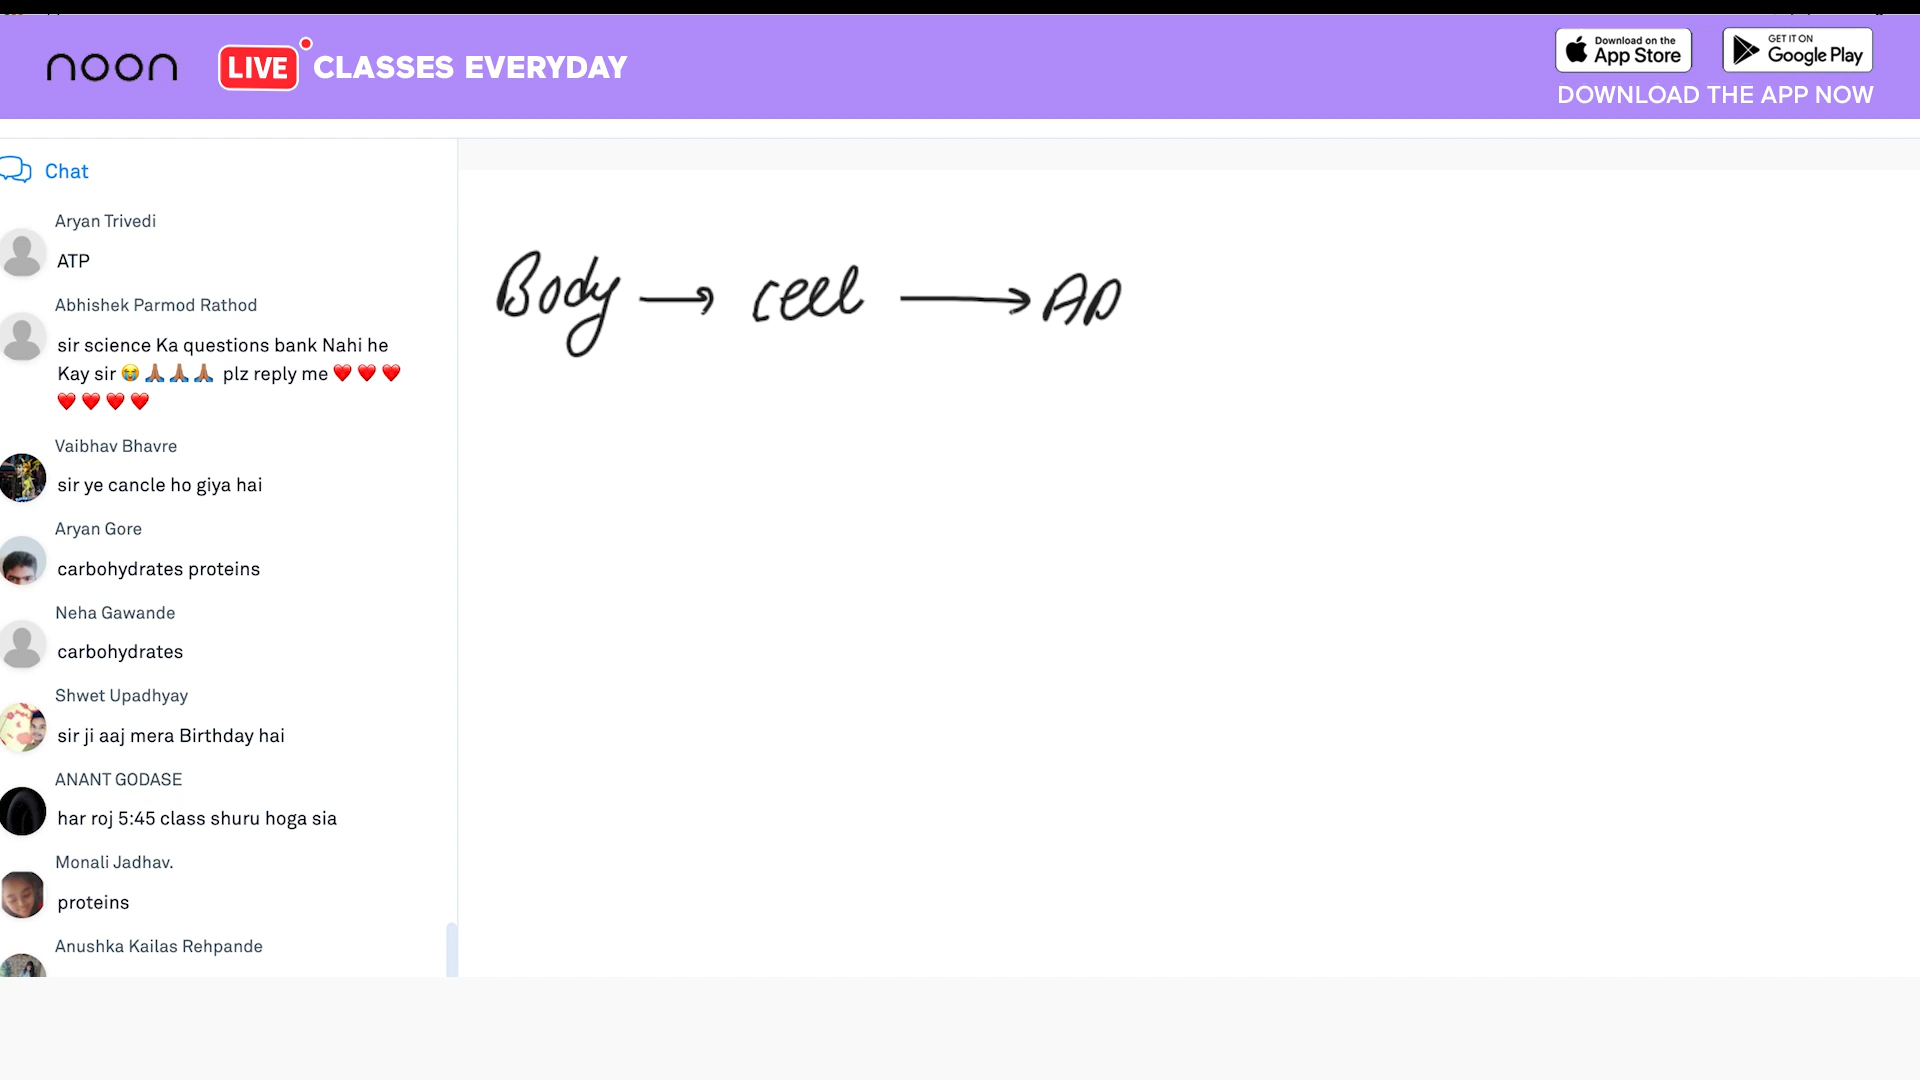 noon LIVE CLASSES EVERYDAY
Download on the App Store
GET IT ON Google Play
DOWNLOAD THE APP NOW
Chat
Aryan Trivedi
ATP
Abhishek Parmod Rathod
sir science Ka questions bank Nahi he
Kay sir 😭 🙏🏽 🙏🏽 🙏🏽 plz reply me ❤️ ❤️ ❤️
❤️ ❤️ ❤️ ❤️
Vaibhav Bhavre
sir ye cancle ho giya hai
Aryan Gore
carbohydrates proteins
Neha Gawande
carbohydrates
Shwet Upadhyay
sir ji aaj mera Birthday hai
ANANT GODASE
har roj 5:45 class shuru hoga sia
Monali Jadhav.
proteins
Anushka Kailas Rehpande
Body → cell → AD